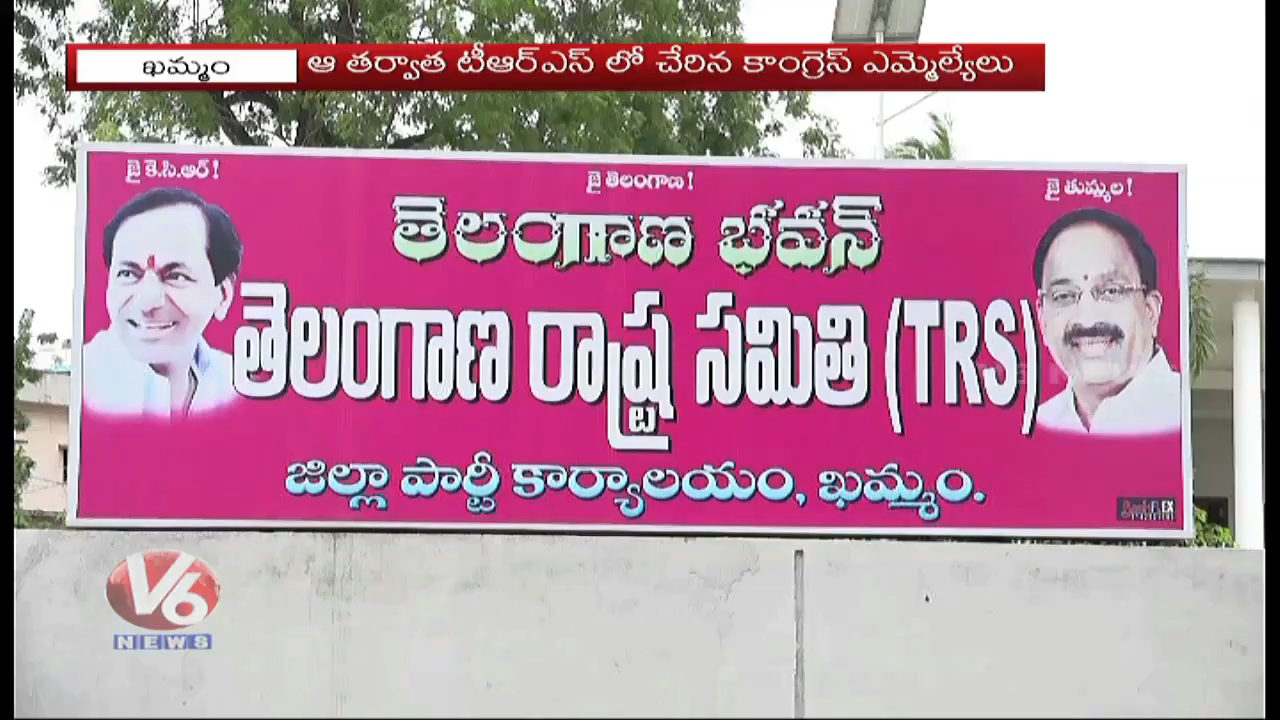 ఖమ్మం
ఆ తర్వాత టీఆర్ఎస్ లో చేరిన కాంగ్రెస్ ఎమ్మెల్యేలు
జై కె.సి.ఆర్!
జై తెలంగాణ!
జై తుమ్మల!
తెలంగాణ భవన్
తెలంగాణ రాష్ట్ర సమితి (TRS)
జిల్లా పార్టీ కార్యాలయం, ఖమ్మం.
V6
NEWS